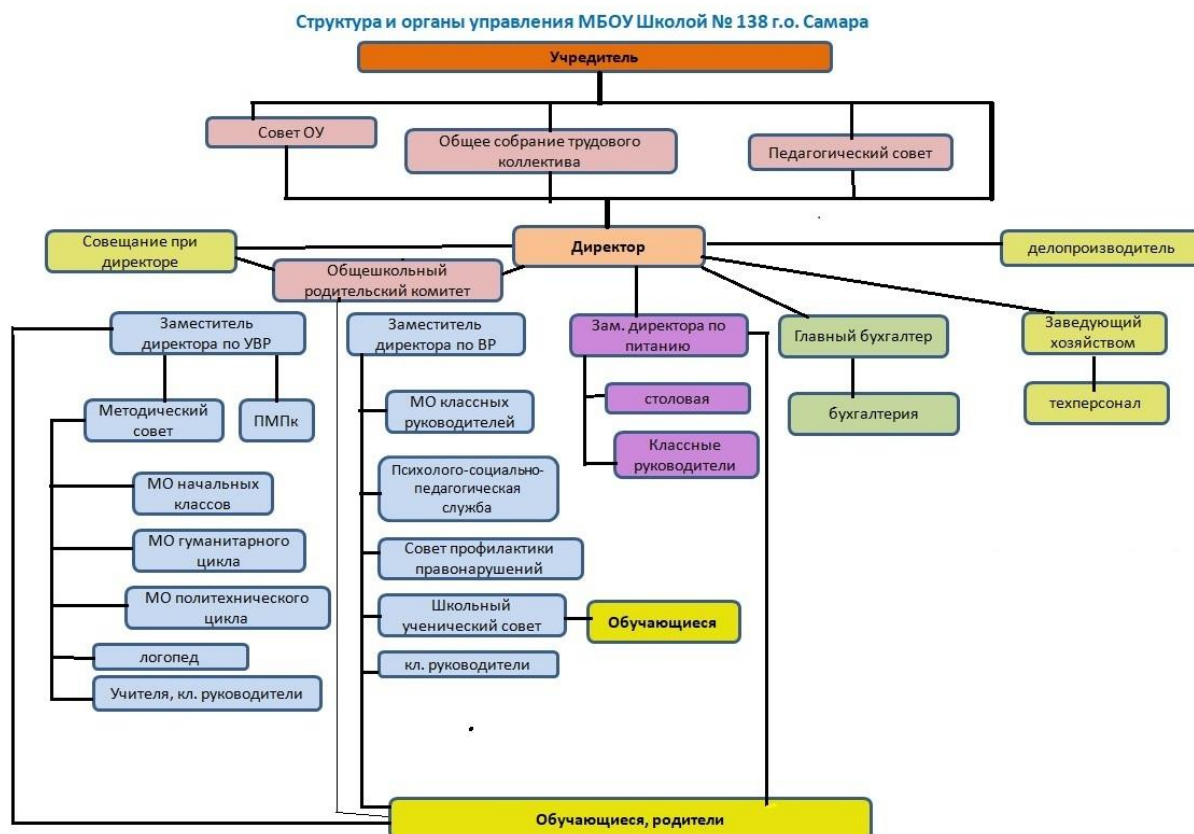 Структура и органы управления МБОУ Школой № 138 г.о. Самара
Учредитель
Совет ОУ
Общее собрание трудового
коллектива
Педагогический совет
Совещание при
директоре
Общешкольный
родительский комитет
Директор
делопроизводитель
Заместитель
директора по УВР
Заместитель
директора по ВР
Зам. директора по
питанию
Главный бухгалтер
Заведующий
хозяйством
Методический
совет
ПМПк
МО классных
руководителей
столовая
бухгалтерия
техперсонал
Классные
руководители
МО начальных
классов
Психолого-социально-
педагогическая
служба
МО гуманитарного
цикла
Совет профилактики
правонарушений
МО политехнического
цикла
Школьный
ученический совет
Обучающиеся
логопед
кл. руководители
Учителя, кл. руководители
Обучающиеся, родители